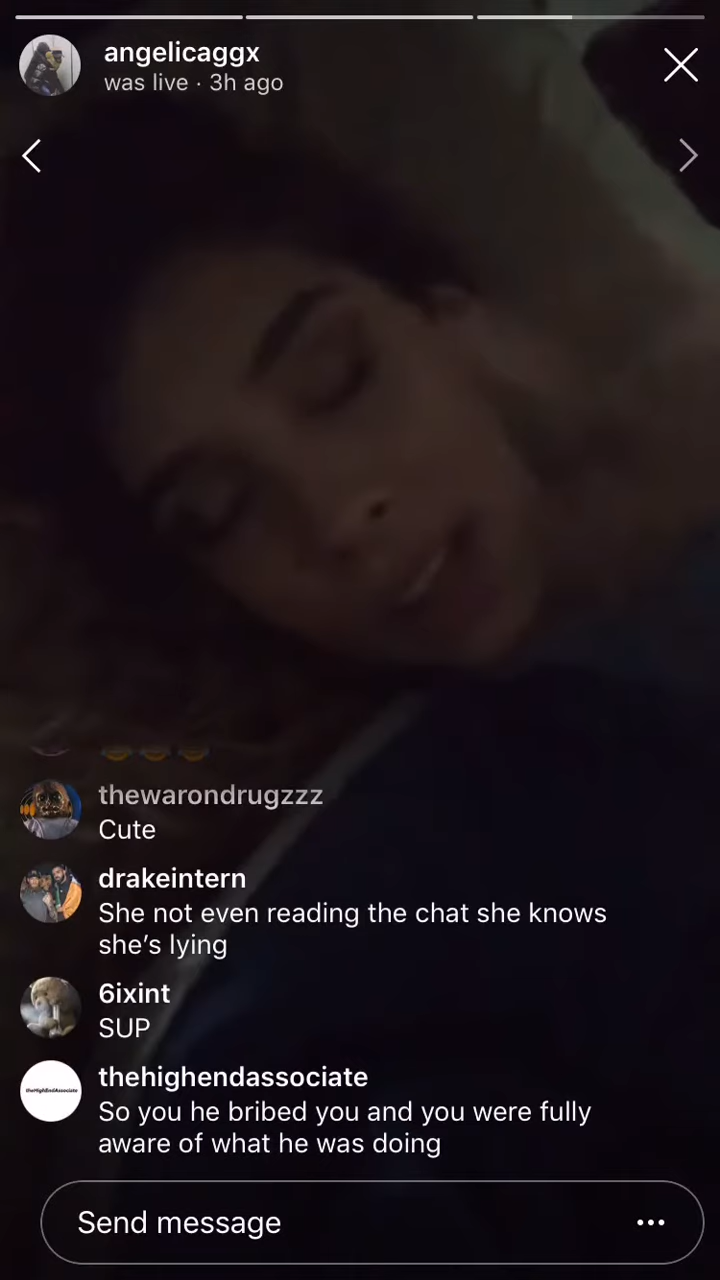 angelicaggx
was live · 3h ago
thewarondrugzzz
Cute
drakeintern
She not even reading the chat she knows
she’s lying
6ixint
SUP
theHighEndAssociate
thehighendassociate
So you he bribed you and you were fully
aware of what he was doing
Send message